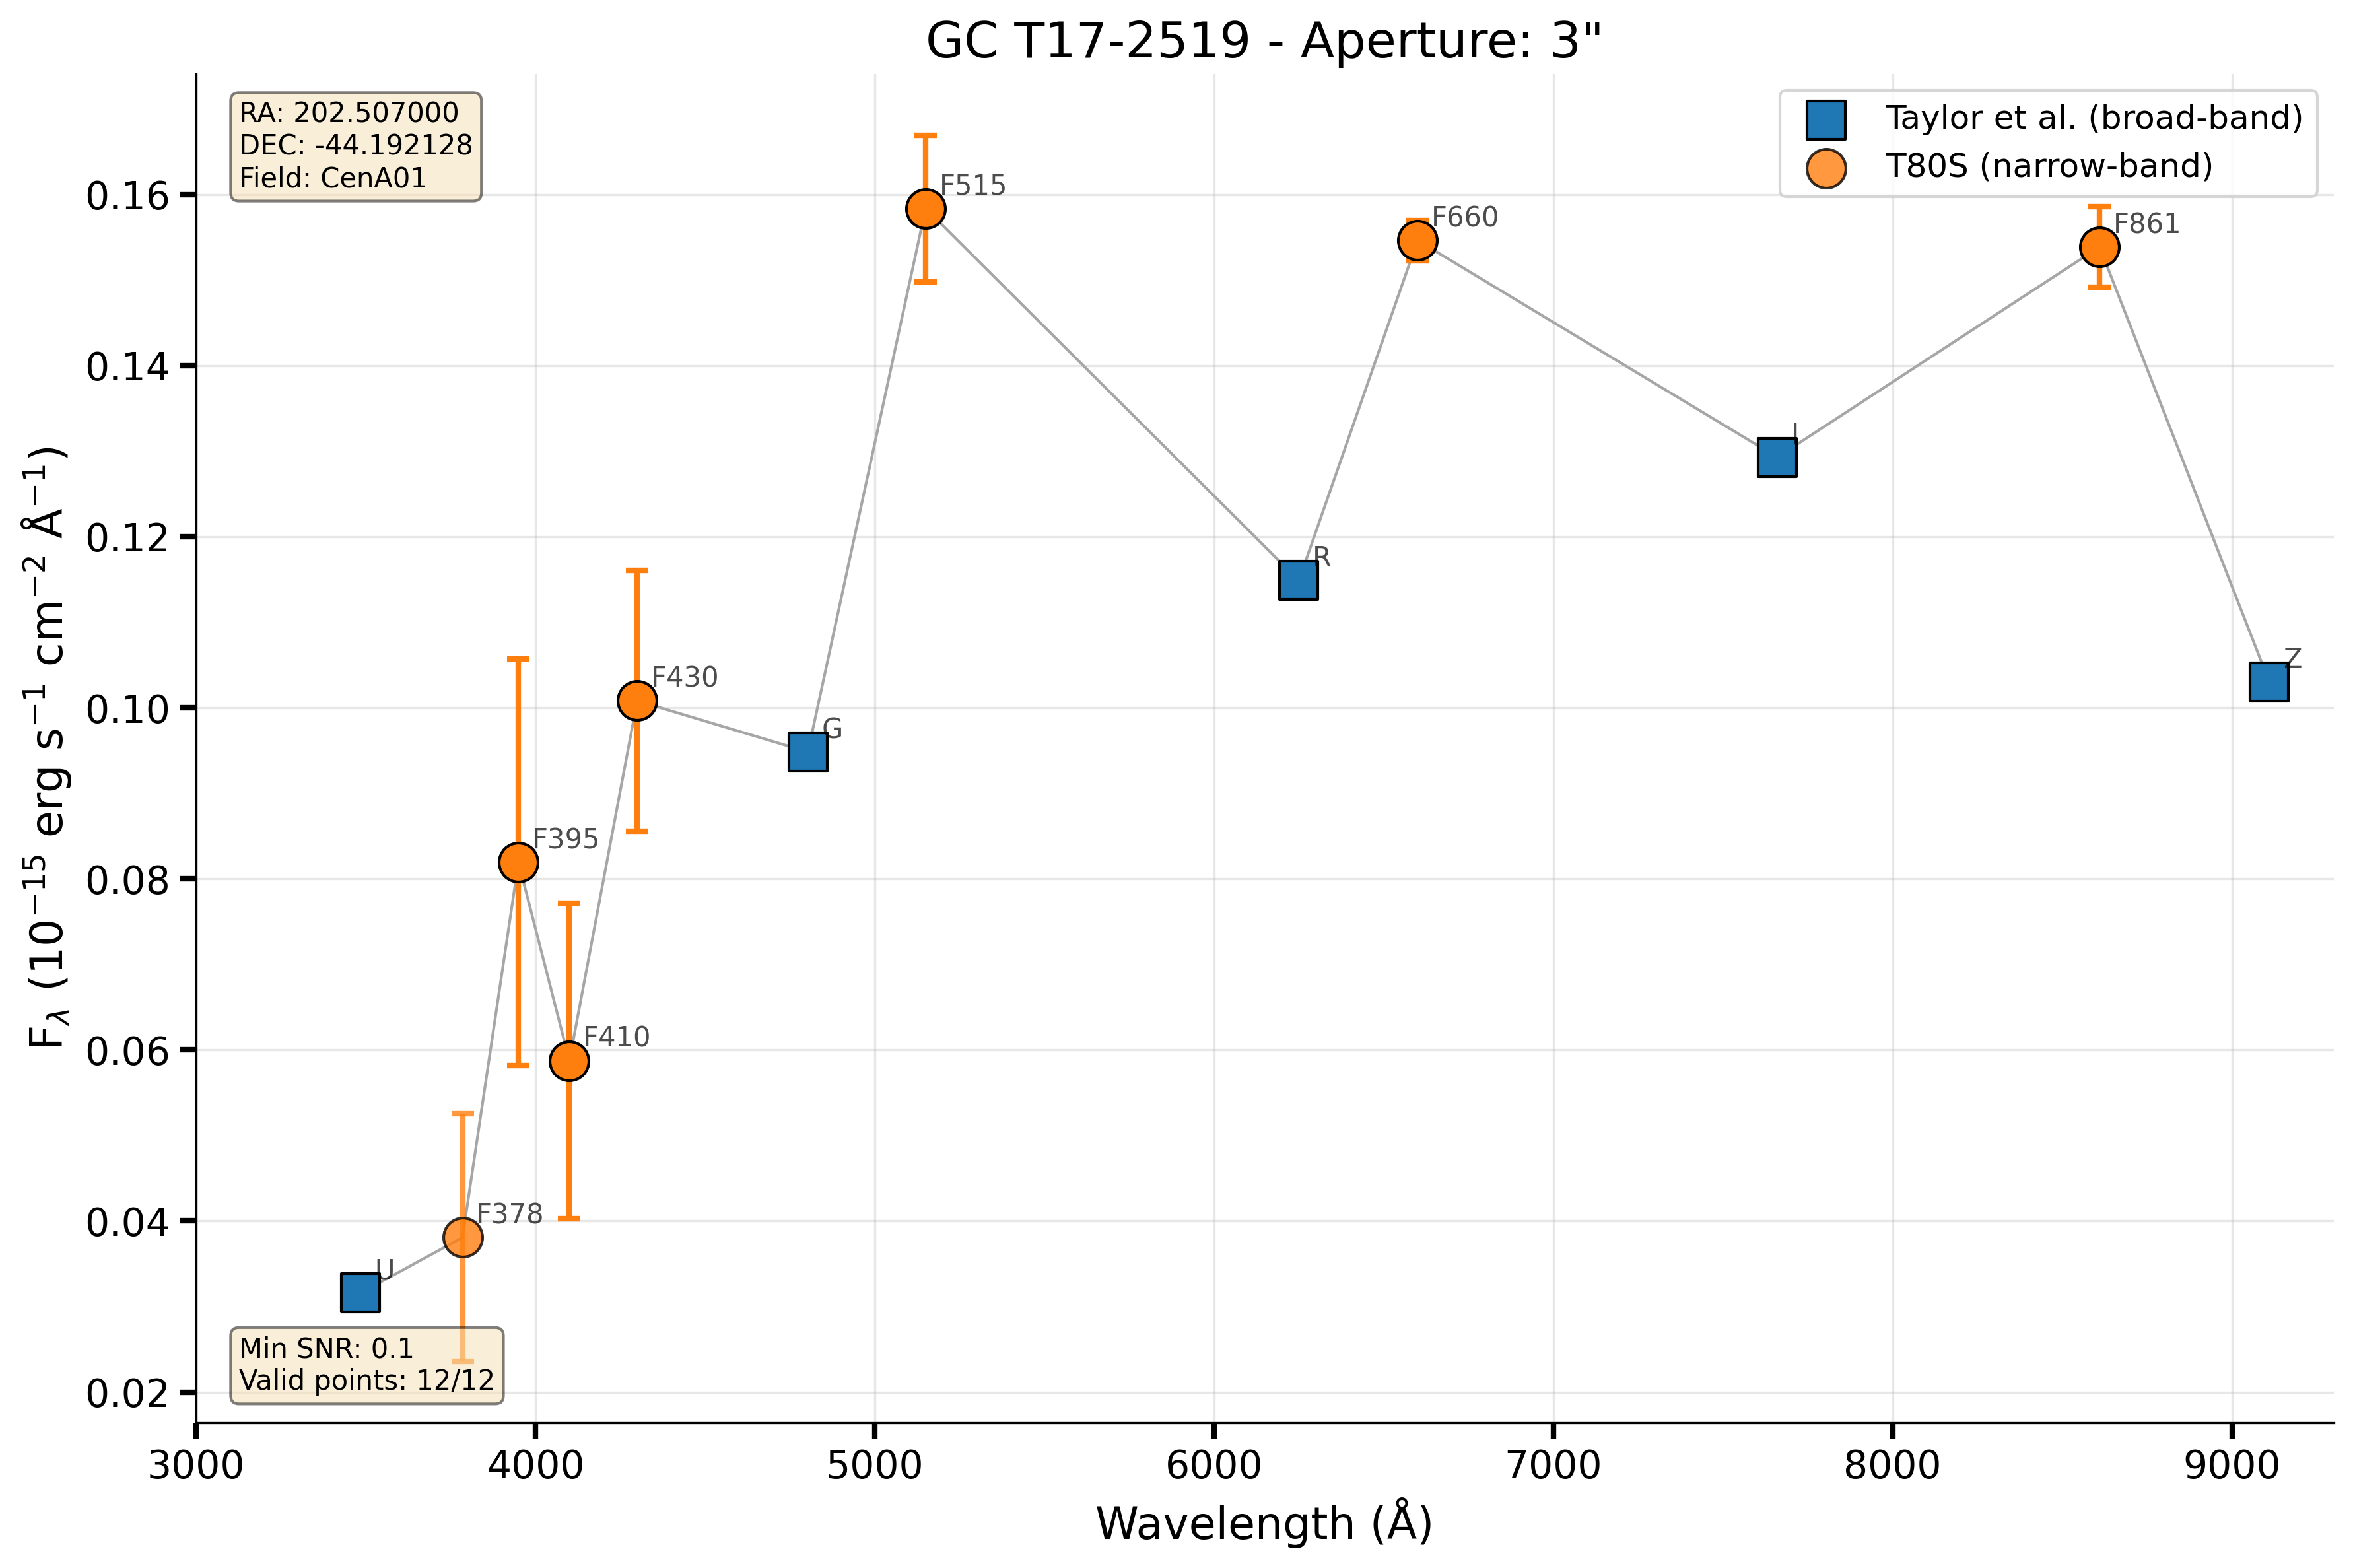 GC T17-2519 - Aperture: 3"
RA: 202.507000
DEC: -44.192128
Field: CenA01
Taylor et al. (broad-band)
T80S (narrow-band)
F515
F660
F861
I
R
Z
F430
G
F395
F410
F378
U
Min SNR: 0.1
Valid points: 12/12
0.16
0.14
0.12
0.10
0.08
0.06
0.04
0.02
3000 4000 5000 6000 7000 8000 9000
Wavelength (Å)
F_λ (10⁻¹⁵ erg s⁻¹ cm⁻² Å⁻¹)